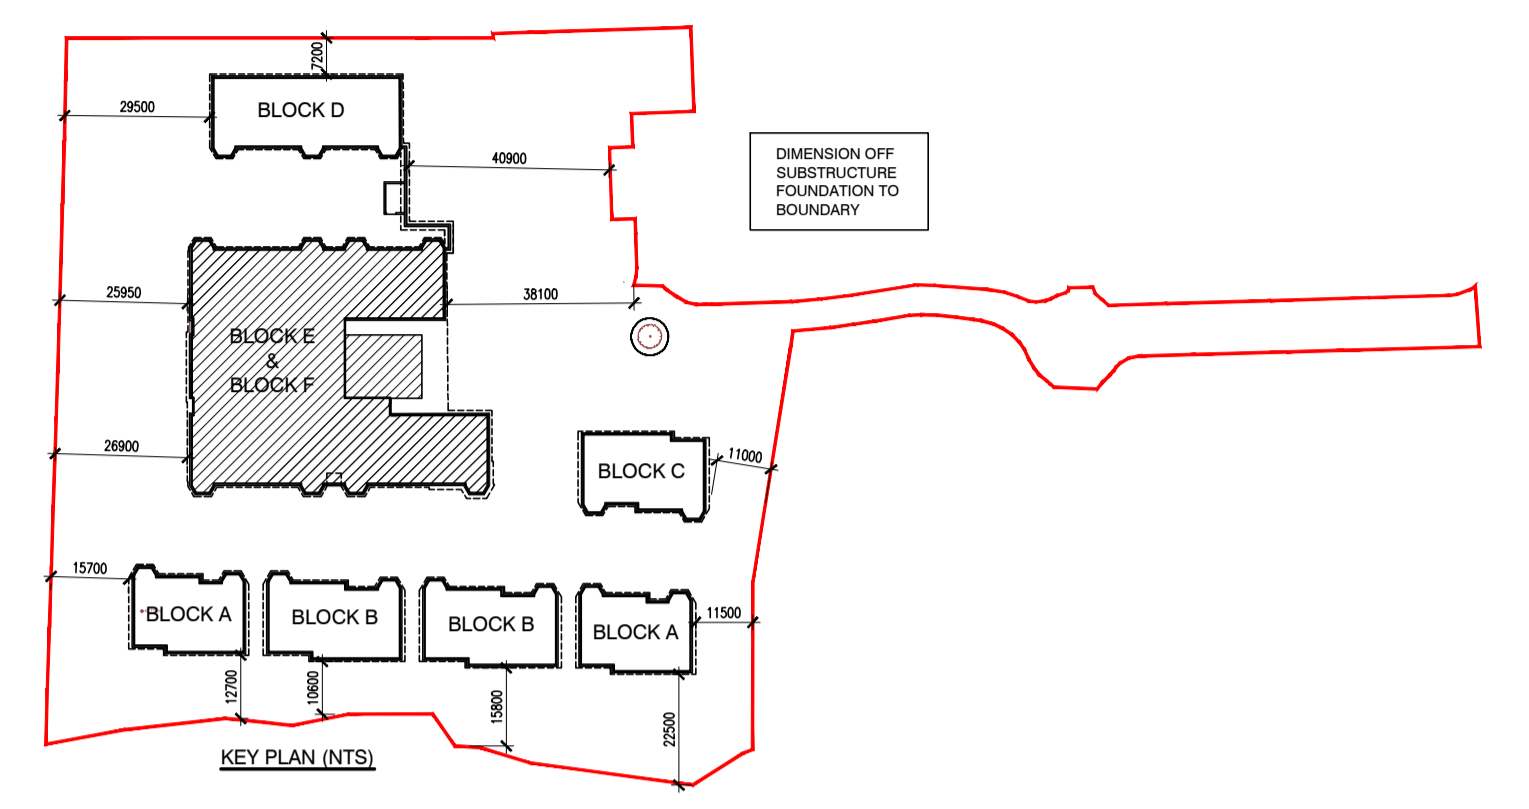 7200
BLOCK D
29500
40900
DIMENSION OFF
SUBSTRUCTURE
FOUNDATION TO
BOUNDARY
25950
38100
BLOCK E
&
BLOCK F
26900
BLOCK C
11000
15700
BLOCK A
BLOCK B
BLOCK B
BLOCK A
11500
12700
10600
15800
22500
KEY PLAN (NTS)